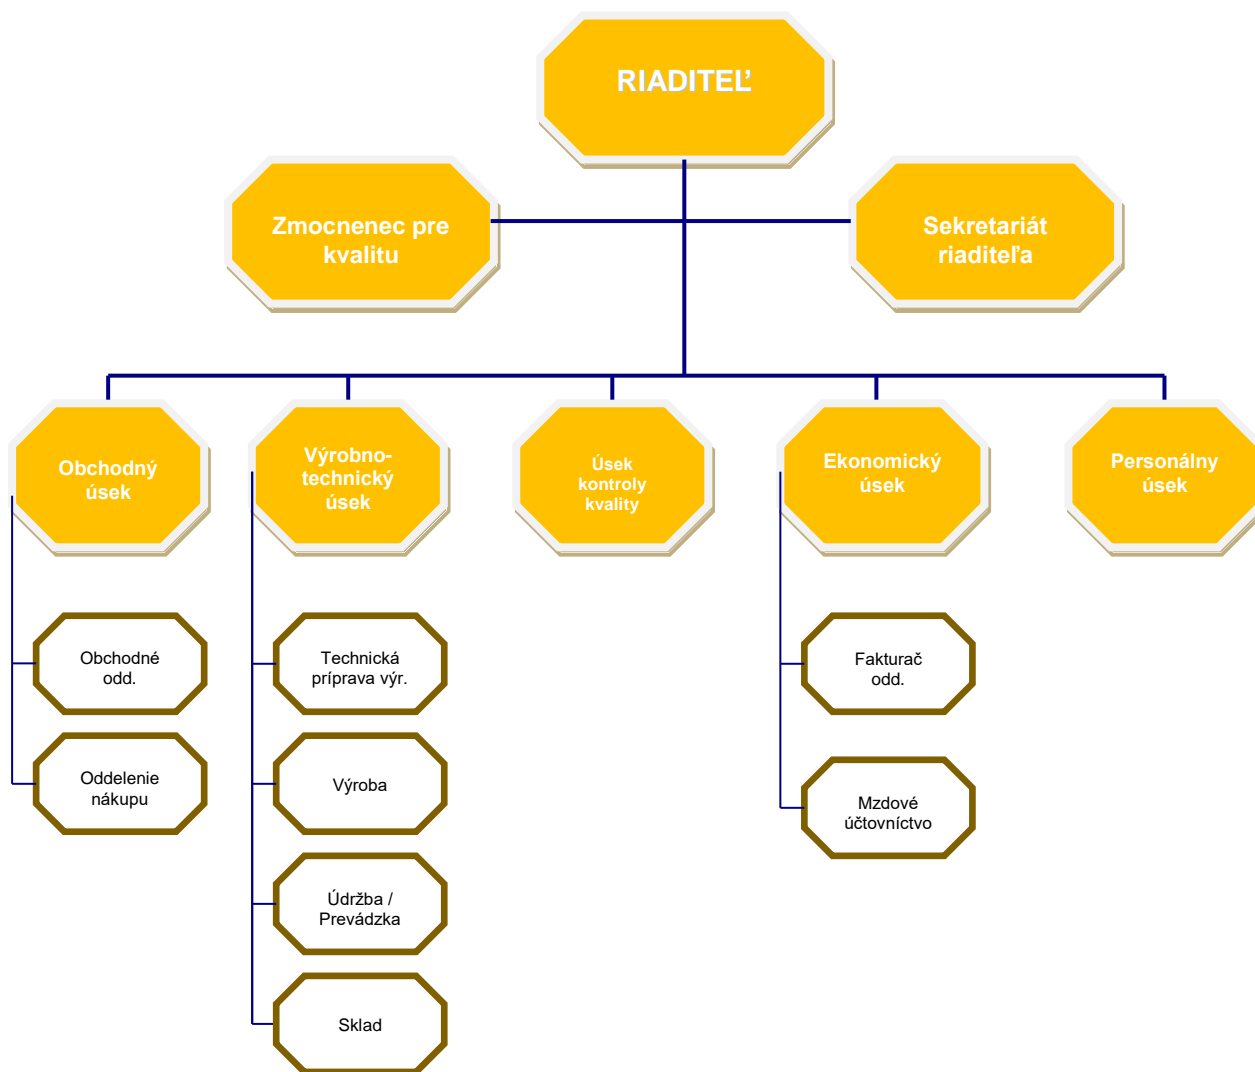 RIADITEĽ
Zmocnenec pre
kvalitu
Sekretariát
riaditeľa
Obchodný
úsek
Výrobno-
technický
úsek
Úsek
kontroly
kvality
Ekonomický
úsek
Personálny
úsek
Obchodné
odd.
Technická
príprava výr.
Fakturač
odd.
Oddelenie
nákupu
Výroba
Mzdové
účtovníctvo
Údržba /
Prevádzka
Sklad